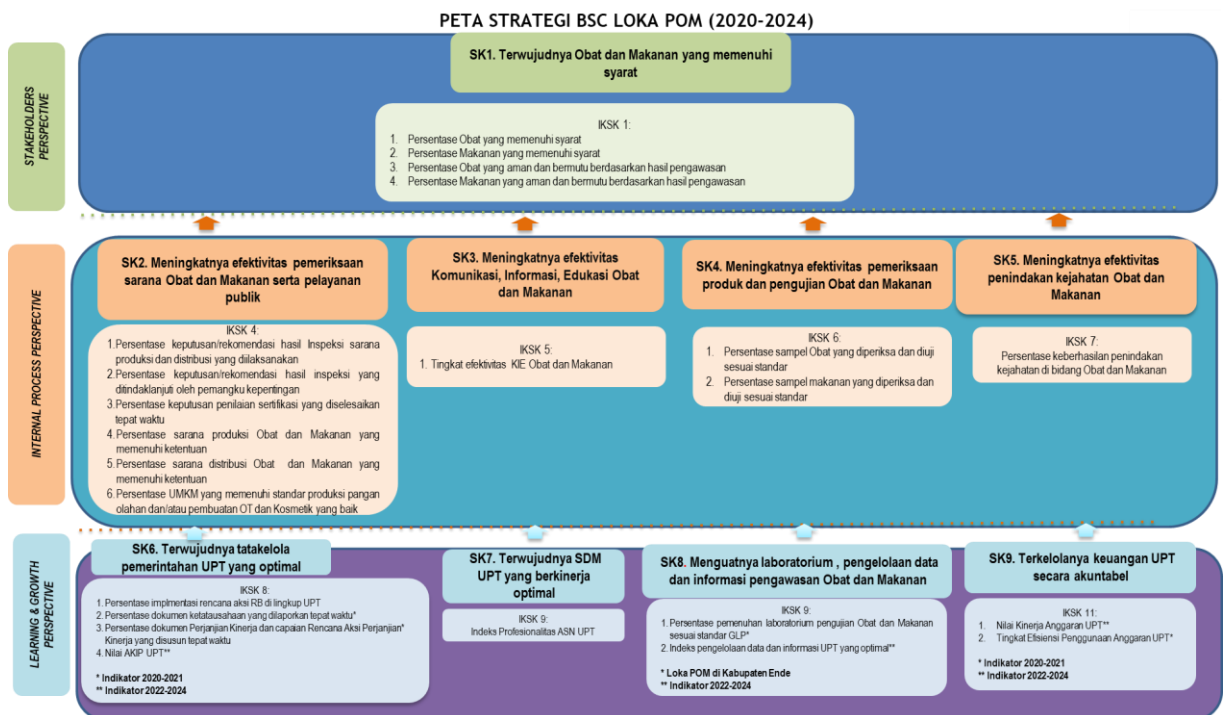 PETA STRATEGI BSC LOKA POM (2020-2024)
STAKEHOLDERS
PERSPECTIVE
SK1. Terwujudnya Obat dan Makanan yang memenuhi
syarat
IKSK 1:
1. Persentase Obat yang memenuhi syarat
2. Persentase Makanan yang memenuhi syarat
3. Persentase Obat yang aman dan bermutu berdasarkan hasil pengawasan
4. Persentase Makanan yang aman dan bermutu berdasarkan hasil pengawasan
INTERNAL PROCESS PERSPECTIVE
SK2. Meningkatnya efektivitas pemeriksaan
sarana Obat dan Makanan serta pelayanan
publik
IKSK 4:
1.Persentase keputusan/rekomendasi hasil Inspeksi sarana
produksi dan distribusi yang dilaksanakan
2.Persentase keputusan/rekomendasi hasil inspeksi yang
ditindaklanjuti oleh pemangku kepentingan
3.Persentase keputusan penilaian sertifikasi yang diselesaikan
tepat waktu
4.Persentase sarana produksi Obat dan Makanan yang
memenuhi ketentuan
5.Persentase sarana distribusi Obat dan Makanan yang
memenuhi ketentuan
6.Persentase UMKM yang memenuhi standar produksi pangan
olahan dan/atau pembuatan OT dan Kosmetik yang baik
SK3. Meningkatnya efektivitas
Komunikasi, Informasi, Edukasi Obat
dan Makanan
IKSK 5:
1. Tingkat efektivitas KIE Obat dan Makanan
SK4. Meningkatnya efektivitas pemeriksaan
produk dan pengujian Obat dan Makanan
IKSK 6:
1. Persentase sampel Obat yang diperiksa dan diuji
sesuai standar
2. Persentase sampel makanan yang diperiksa dan
diuji sesuai standar
SK5. Meningkatnya efektivitas
penindakan kejahatan Obat dan
Makanan
IKSK 7:
Persentase keberhasilan penindakan
kejahatan di bidang Obat dan Makanan
LEARNING & GROWTH
PERSPECTIVE
SK6. Terwujudnya tatakelola
pemerintahan UPT yang optimal
IKSK 8:
1. Persentase implmentasi rencana aksi RB di lingkup UPT
2. Persentase dokumen ketatausahaan yang dilaporkan tepat waktu*
3. Persentase dokumen Perjanjian Kinerja dan capaian Rencana Aksi Perjanjian*
Kinerja yang disusun tepat waktu
4. Nilai AKIP UPT**
* Indikator 2020-2021
** Indikator 2022-2024
SK7. Terwujudnya SDM
UPT yang berkinerja
optimal
IKSK 9:
Indeks Profesionalitas ASN UPT
SK8. Menguatnya laboratorium , pengelolaan data
dan informasi pengawasan Obat dan Makanan
IKSK 9:
1. Persentase pemenuhan laboratorium pengujian Obat dan Makanan
sesuai standar GLP*
2. Indeks pengelolaan data dan informasi UPT yang optimal**
* Loka POM di Kabupaten Ende
** Indikator 2022-2024
SK9. Terkelolanya keuangan UPT
secara akuntabel
IKSK 11:
1. Nilai Kinerja Anggaran UPT**
2. Tingkat Efisiensi Penggunaan Anggaran UPT*
* Indikator 2020-2021
** Indikator 2022-2024